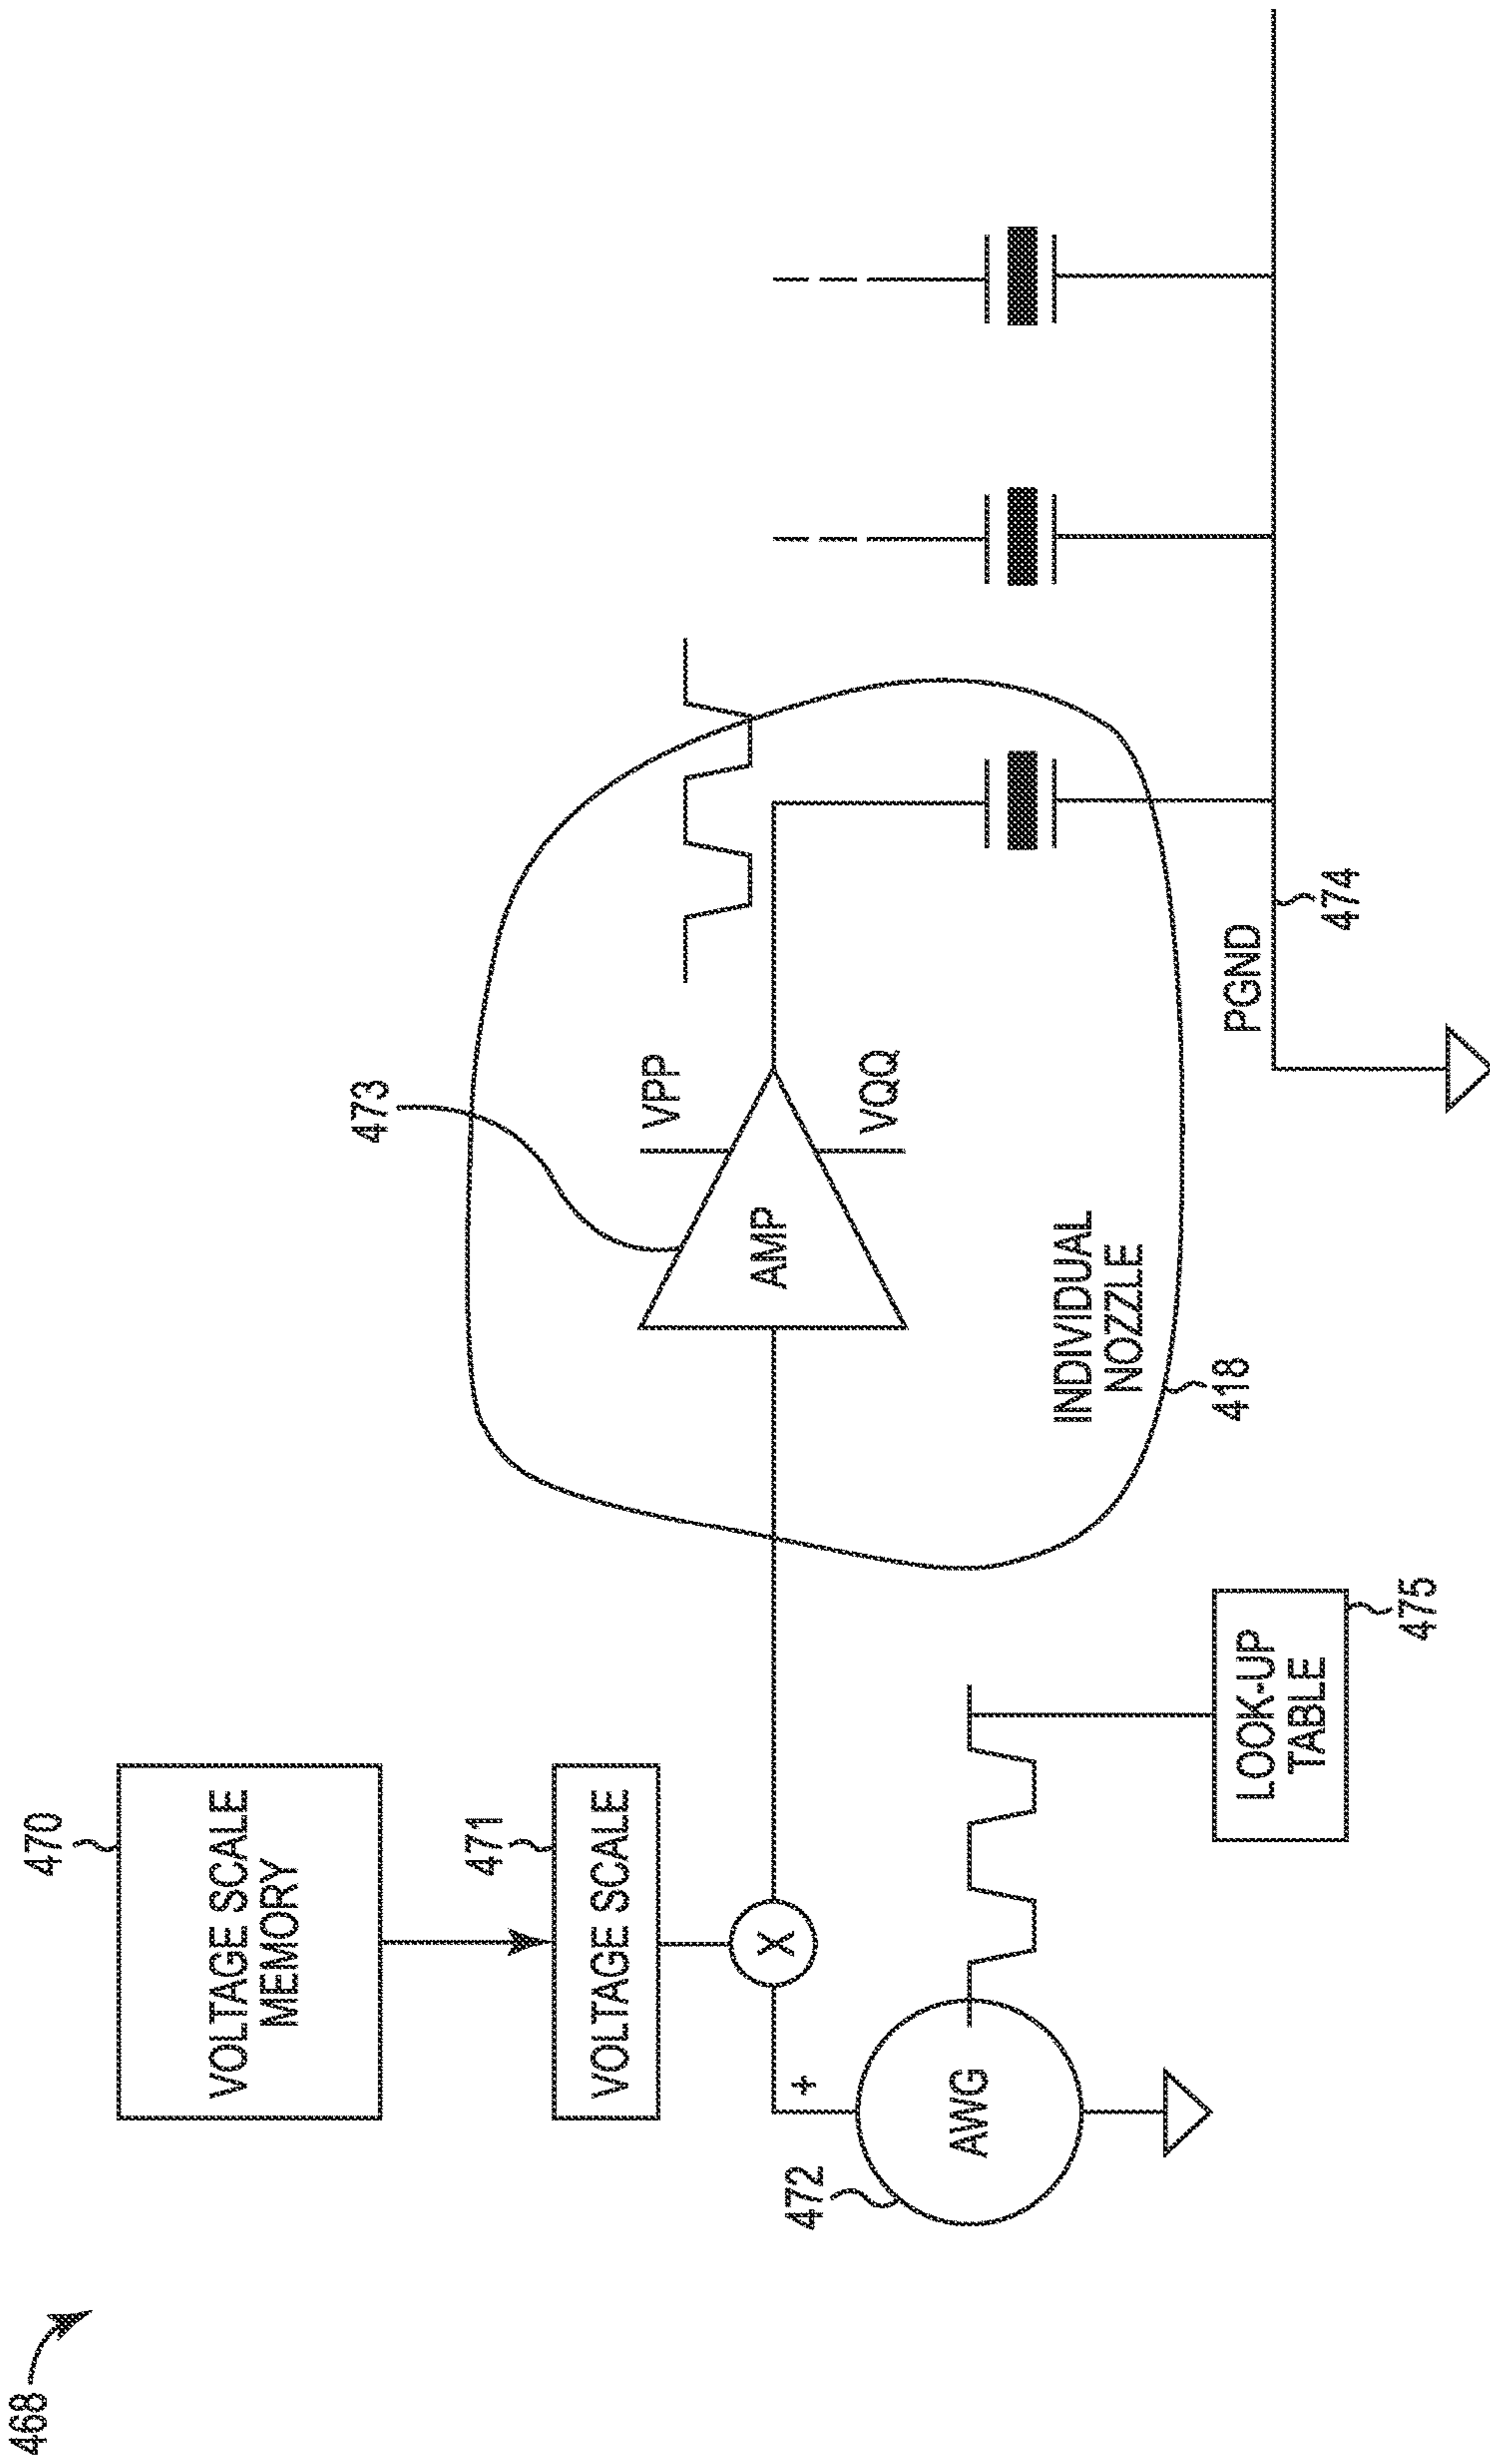 468
470
VOLTAGE SCALE
MEMORY
471
VOLTAGE SCALE
X
+
472
AWG
475
LOOK-UP
TABLE
473
AMP
VPP
VQQ
INDIVIDUAL
NOZZLE
418
PGND
474